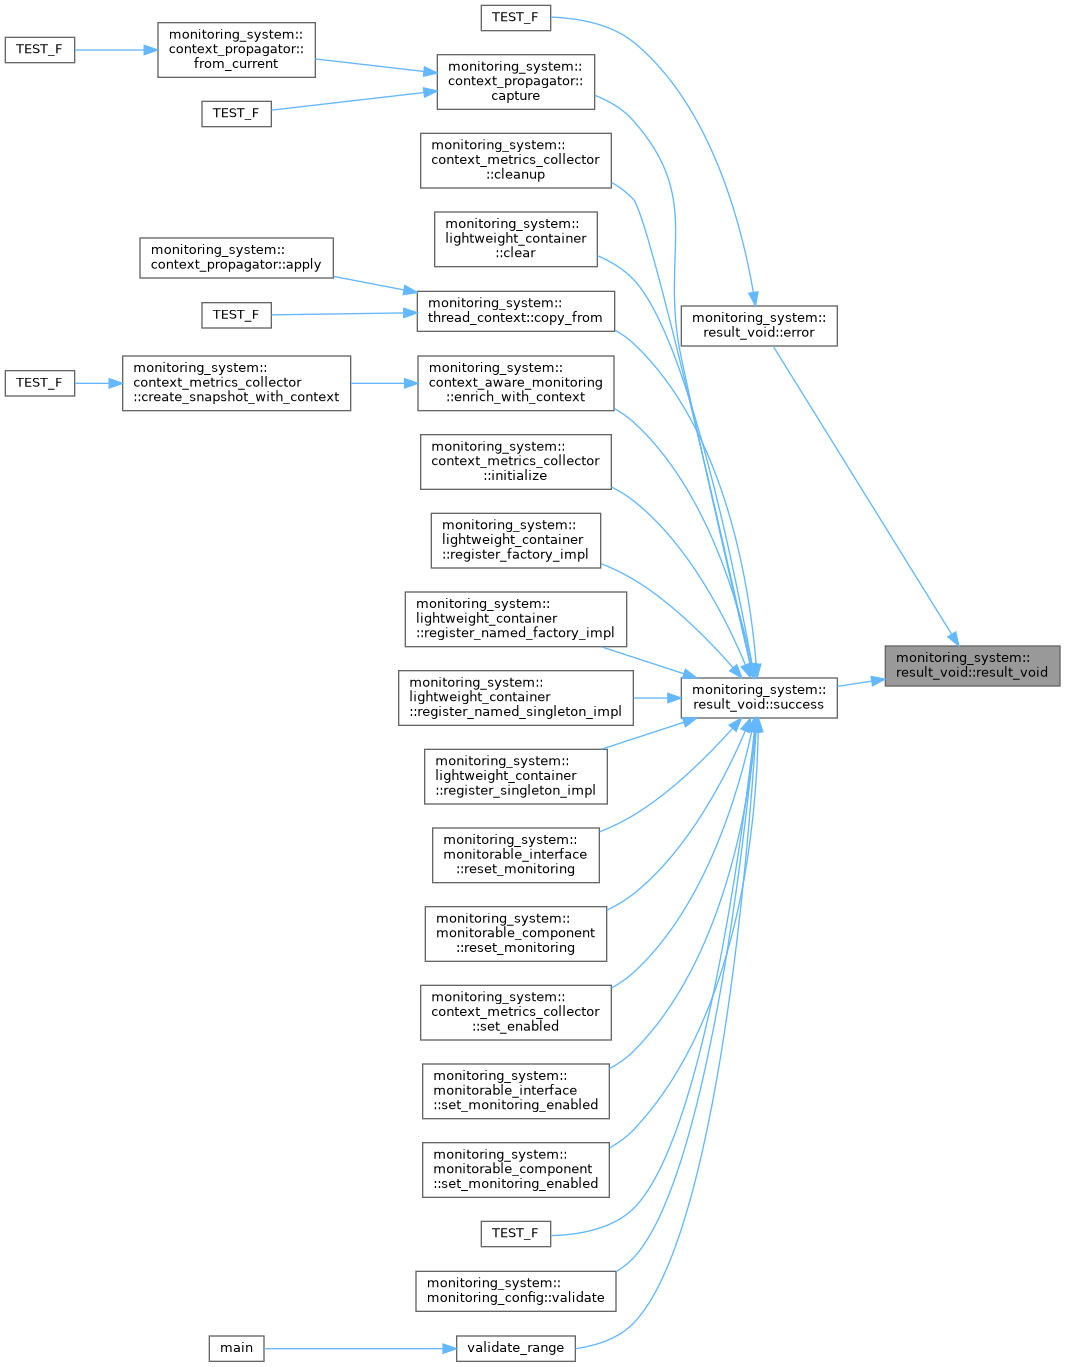 TEST_F
monitoring_system::
context_propagator::
from_current
TEST_F
monitoring_system::
context_propagator::
capture
TEST_F
monitoring_system::
context_metrics_collector
::cleanup
monitoring_system::
lightweight_container
::clear
monitoring_system::
context_propagator::apply
monitoring_system::
thread_context::copy_from
TEST_F
monitoring_system::
result_void::error
monitoring_system::
context_aware_monitoring
::enrich_with_context
monitoring_system::
context_metrics_collector
::create_snapshot_with_context
TEST_F
monitoring_system::
context_metrics_collector
::initialize
monitoring_system::
lightweight_container
::register_factory_impl
monitoring_system::
lightweight_container
::register_named_factory_impl
monitoring_system::
result_void::result_void
monitoring_system::
lightweight_container
::register_named_singleton_impl
monitoring_system::
result_void::success
monitoring_system::
lightweight_container
::register_singleton_impl
monitoring_system::
monitorable_interface
::reset_monitoring
monitoring_system::
monitorable_component
::reset_monitoring
monitoring_system::
context_metrics_collector
::set_enabled
monitoring_system::
monitorable_interface
::set_monitoring_enabled
monitoring_system::
monitorable_component
::set_monitoring_enabled
TEST_F
monitoring_system::
monitoring_config::validate
main
validate_range